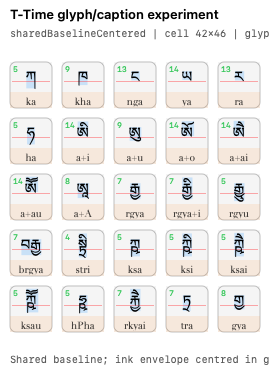 T-Time glyph/caption experiment
sharedBaselineCentered | cell 42×46 | glyp
5 9 13 14 13
ཀ ཁ ང ཡ ར
ka kha nga ya ra
5 14 9 14 14
ཧ ཨི ཨུ ཨོ ཨཻ
ha a+i a+u a+o a+ai
14 8 7 7 5
ཨཽ ཨཱ རྒྱ རྒྱི རྒྱུ
a+au a+A rgya rgya+i rgyu
7 4 5 5 5
བརྒྱ སྟྲི ཀྵ ཀྵི ཀྵཻ
brgya stri ksa ksi ksai
5 5 7 7 8
ཀྵཽ ཧྥ རྐྱཻ ཏྲ གྱ
ksau hPha rkyai tra gya
Shared baseline; ink envelope centred in g